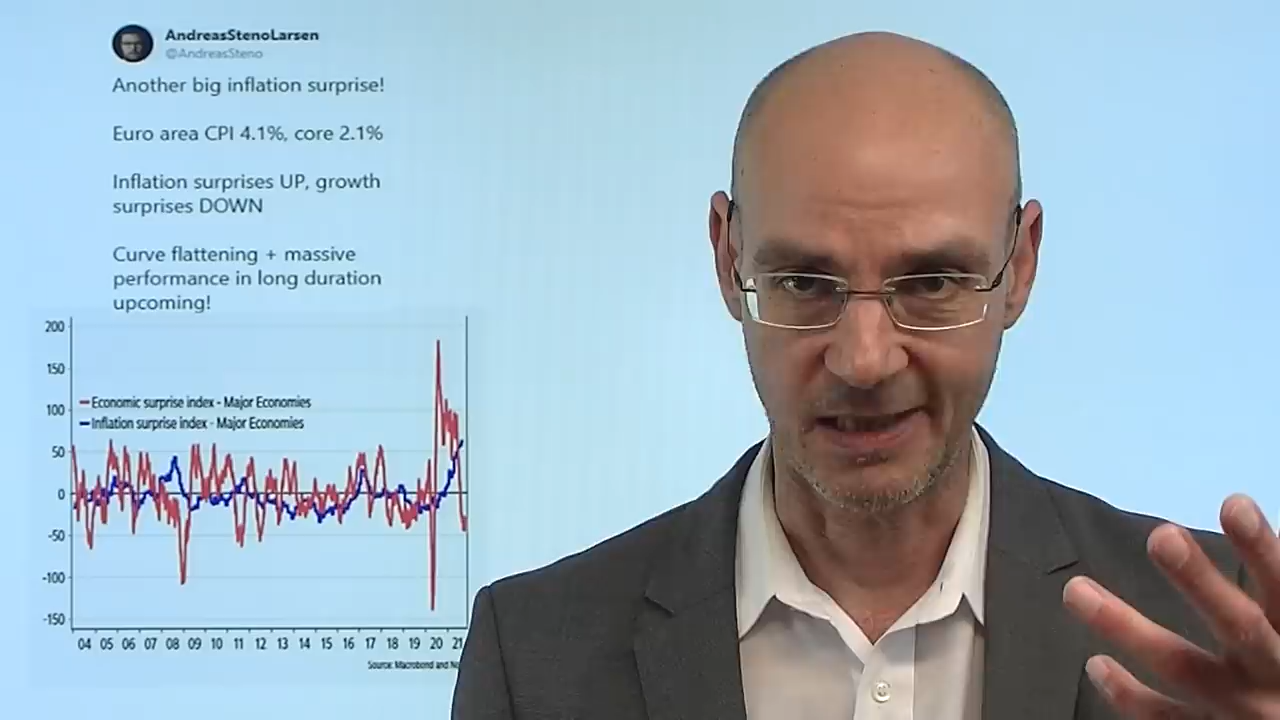 AndreasStenoLarsen
@AndreasSteno
Another big inflation surprise!
Euro area CPI 4.1%, core 2.1%
Inflation surprises UP, growth
surprises DOWN
Curve flattening + massive
performance in long duration
upcoming!
200
150
100
50
0
-50
-100
-150
Economic surprise index - Major Economies
Inflation surprise index - Major Economies
04 05 06 07 08 09 10 11 12 13 14 15 16 17 18 19 20 21
Source: Macrobond and